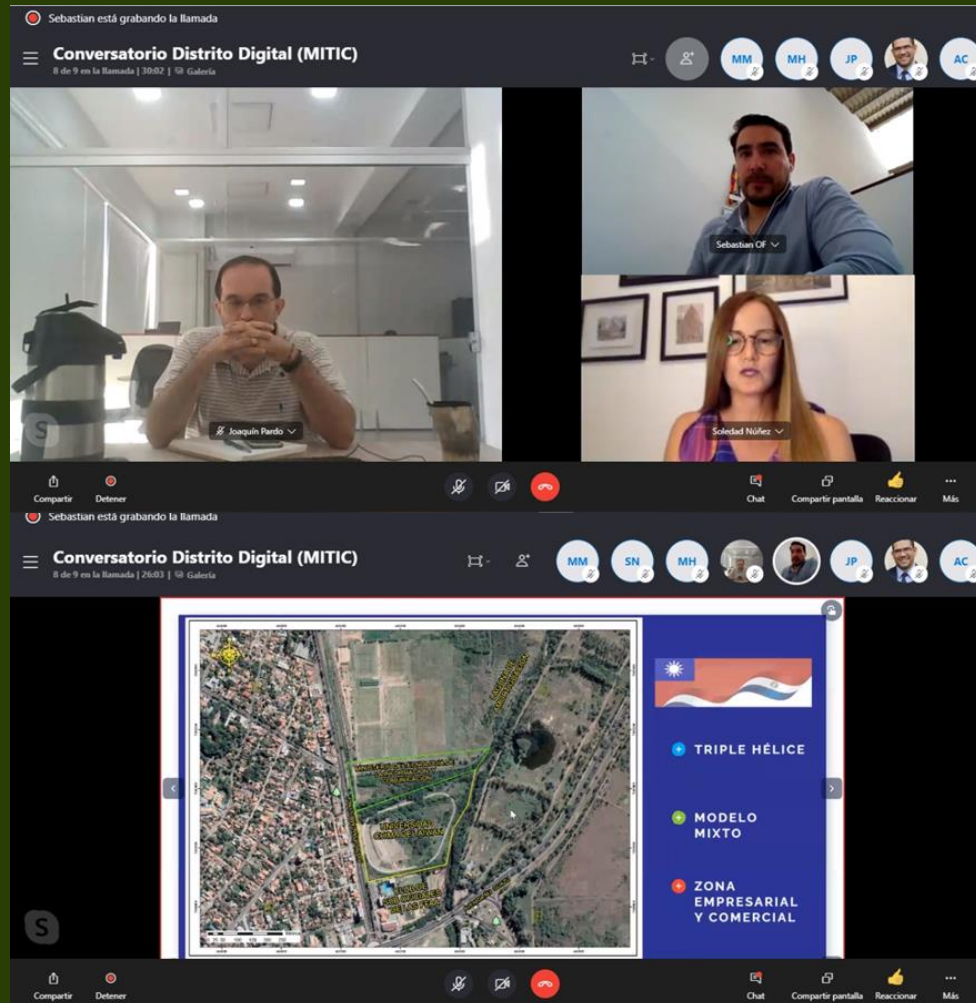 Sebastian está grabando la llamada
Conversatorio Distrito Digital (MITIC)
8 de 9 en la llamada | 30:02 | Galería
MM
MH
JP
AC
Sebastian OF
Joaquín Pardo
Soledad Núñez
S
Compartir
Detener
Chat
Compartir pantalla
Reaccionar
Más
Sebastian está grabando la llamada
Conversatorio Distrito Digital (MITIC)
8 de 9 en la llamada | 26:03 | Galería
MM
SN
MH
JP
AC
UNIVERSIDAD
TRIPLE HÉLICE
MODELO
MIXTO
ZONA
EMPRESARIAL
Y COMERCIAL
S
Compartir
Detener
Chat
Compartir pantalla
Reaccionar
Más